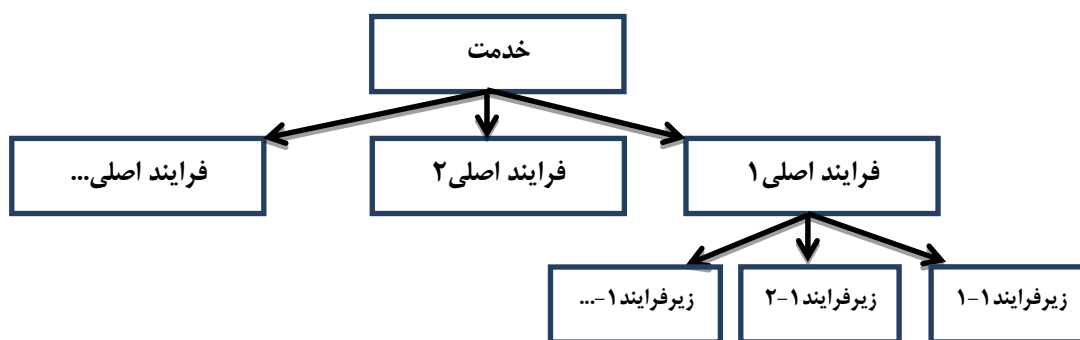 خدمت
فرایند اصلی۱
فرایند اصلی۲
فرایند اصلی...
زیرفرایند۱-۱
زیرفرایند۱-۲
زیرفرایند۱-...